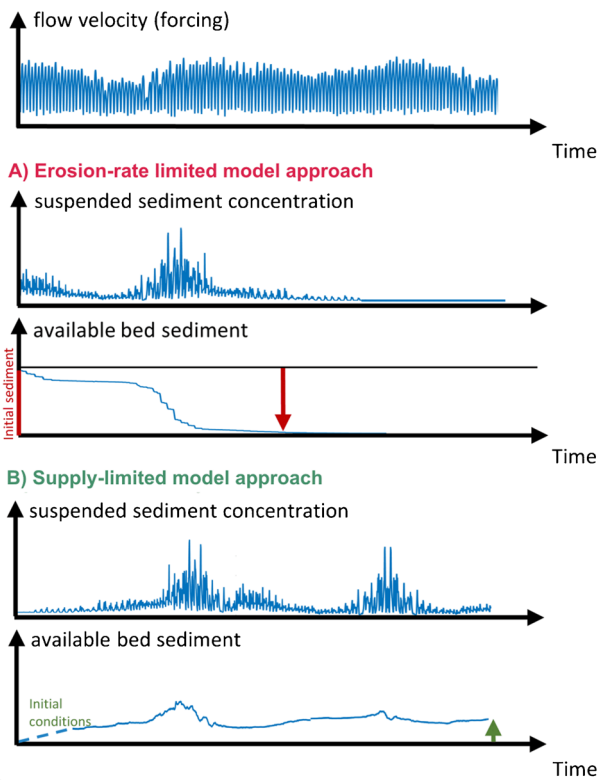 flow velocity (forcing)
Time
A) Erosion-rate limited model approach
suspended sediment concentration
available bed sediment
Initial sediment
Time
B) Supply-limited model approach
suspended sediment concentration
available bed sediment
Initial
conditions
Time